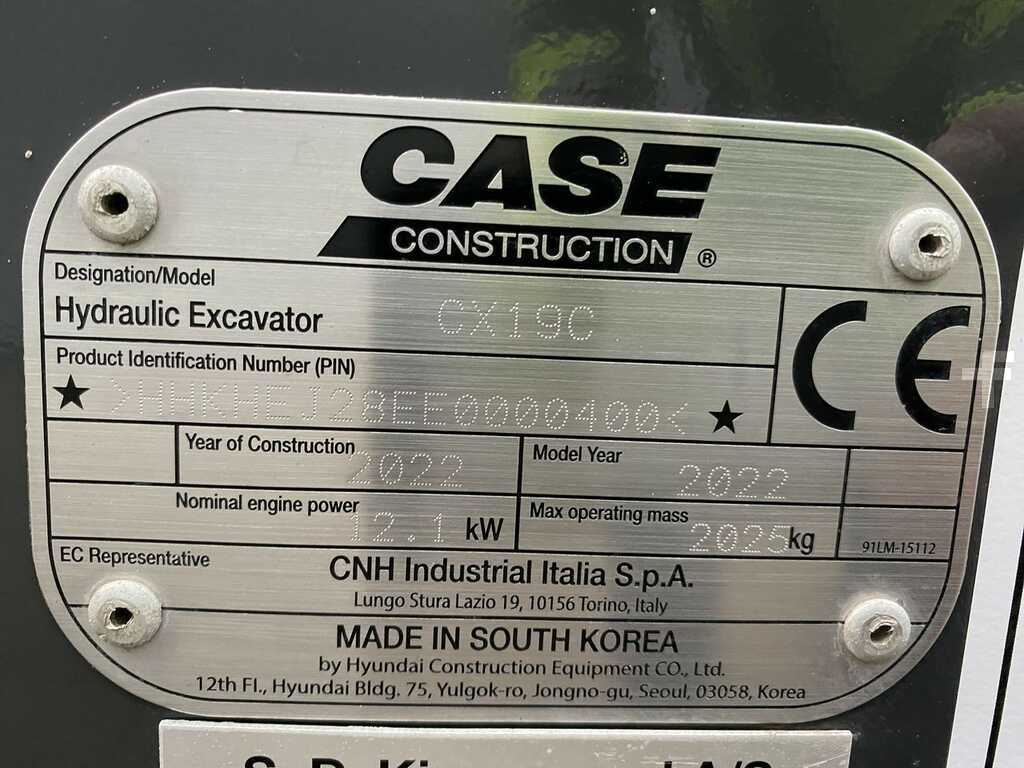 CASE
CONSTRUCTION ®
Designation/Model
Hydraulic Excavator CX19C
Product Identification Number (PIN)
★ >HHKHEJ28EE0000400< ★
CE
Year of Construction 2022
Model Year 2022
Nominal engine power 12.1 kW
Max operating mass 2025 kg
91LM-15112
EC Representative
CNH Industrial Italia S.p.A.
Lungo Stura Lazio 19, 10156 Torino, Italy
MADE IN SOUTH KOREA
by Hyundai Construction Equipment CO., Ltd.
12th Fl., Hyundai Bldg. 75, Yulgok-ro, Jongno-gu, Seoul, 03058, Korea